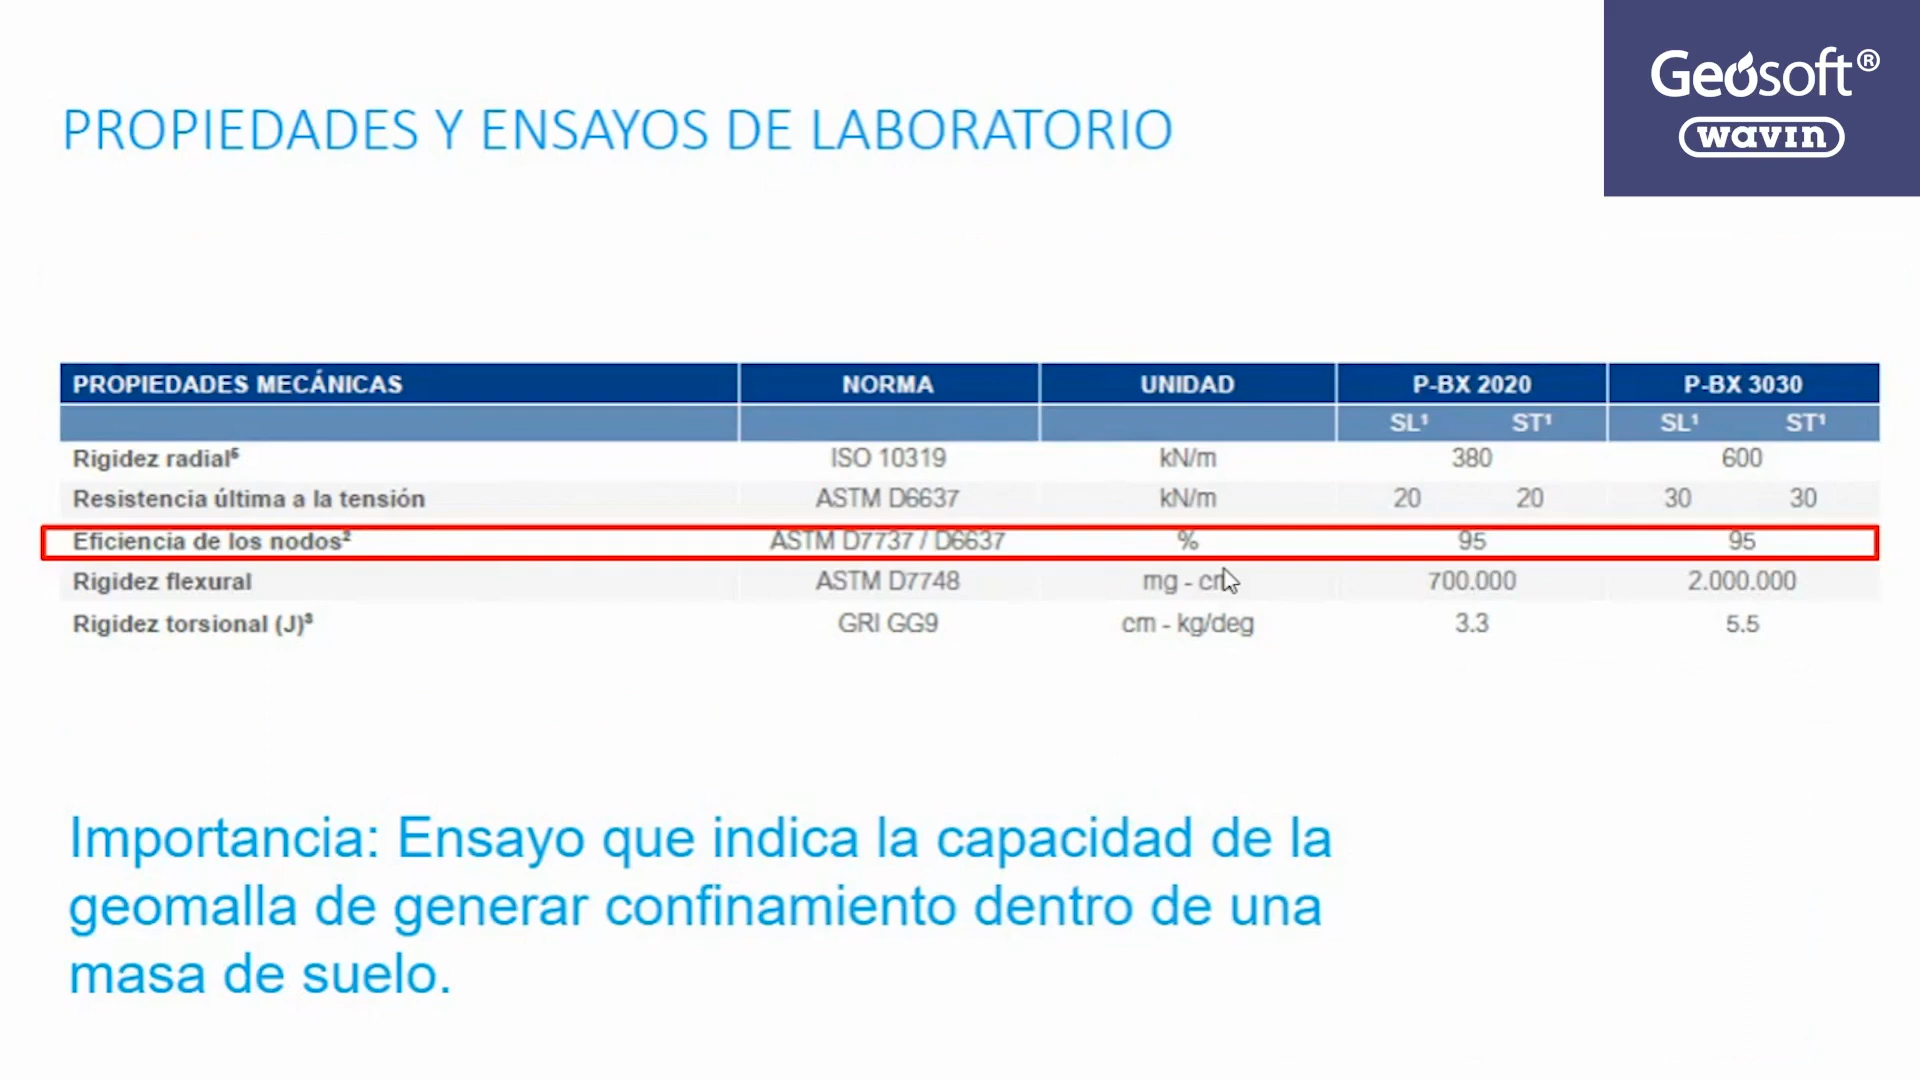 Geosoft®
wavin
PROPIEDADES Y ENSAYOS DE LABORATORIO
PROPIEDADES MECÁNICAS NORMA UNIDAD P-BX 2020 P-BX 3030
SL¹ ST¹ SL¹ ST¹
Rigidez radial⁵ ISO 10319 kN/m 380 600
Resistencia última a la tensión ASTM D6637 kN/m 20 20 30 30
Eficiencia de los nodos² ASTM D7737 / D6637 % 95 95
Rigidez flexural ASTM D7748 mg - cm 700.000 2.000.000
Rigidez torsional (J)³ GRI GG9 cm - kg/deg 3.3 5.5
Importancia: Ensayo que indica la capacidad de la
geomalla de generar confinamiento dentro de una
masa de suelo.